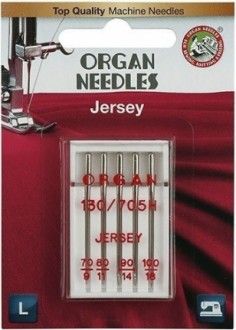 Top Quality Machine Needles
ORGAN
NEEDLES
Jersey
ORGAN
130/705H
JERSEY
70 80 90 100
9 11 14 16
L